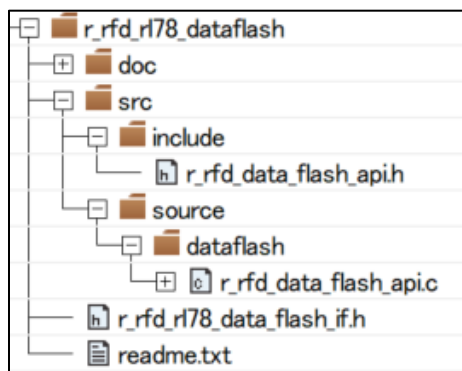 r_rfd_rl78_dataflash
doc
src
include
r_rfd_data_flash_api.h
source
dataflash
r_rfd_data_flash_api.c
r_rfd_rl78_data_flash_if.h
readme.txt